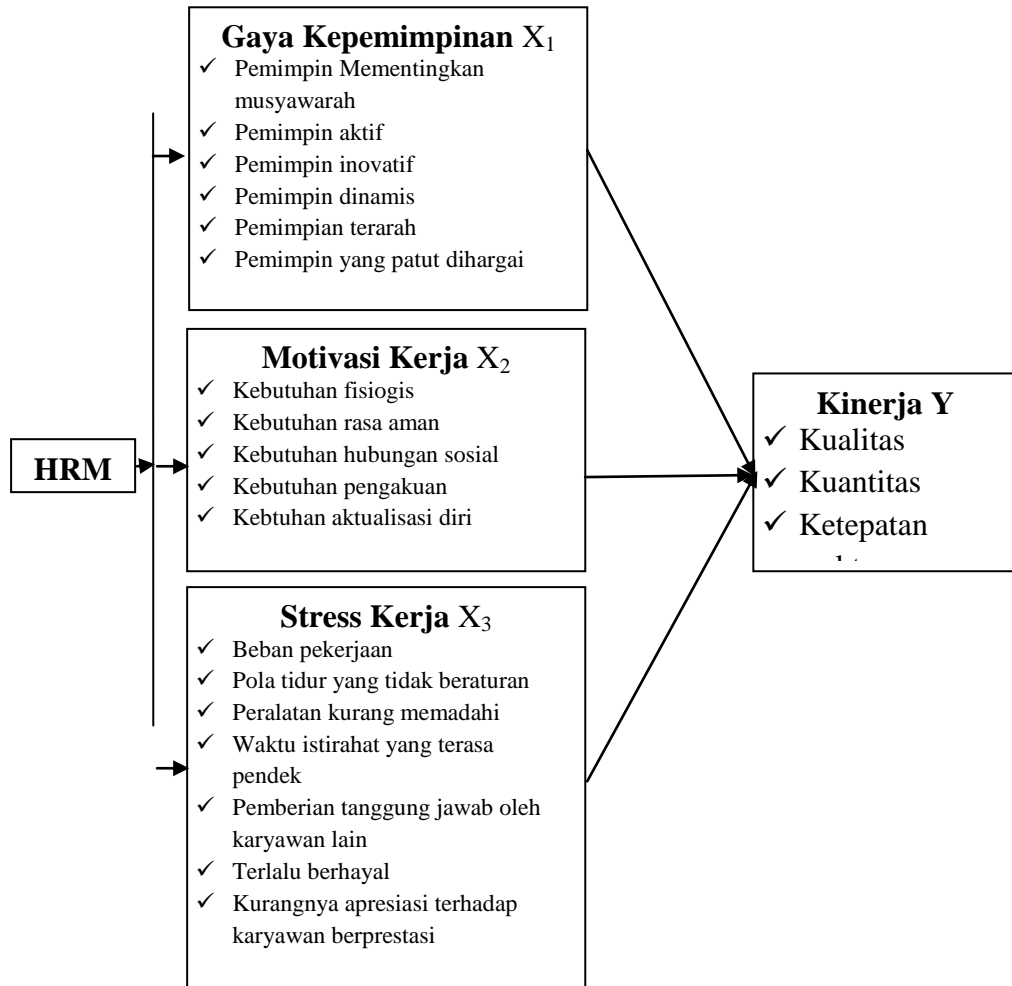 Gaya Kepemimpinan X₁
✓ Pemimpin Mementingkan
musyawarah
✓ Pemimpin aktif
✓ Pemimpin inovatif
✓ Pemimpin dinamis
✓ Pemimpian terarah
✓ Pemimpin yang patut dihargai
HRM
Motivasi Kerja X₂
✓ Kebutuhan fisiogis
✓ Kebutuhan rasa aman
✓ Kebutuhan hubungan sosial
✓ Kebutuhan pengakuan
✓ Kebtuhan aktualisasi diri
Stress Kerja X₃
✓ Beban pekerjaan
✓ Pola tidur yang tidak beraturan
✓ Peralatan kurang memadahi
✓ Waktu istirahat yang terasa
pendek
✓ Pemberian tanggung jawab oleh
karyawan lain
✓ Terlalu berhayal
✓ Kurangnya apresiasi terhadap
karyawan berprestasi
Kinerja Y
✓ Kualitas
✓ Kuantitas
✓ Ketepatan